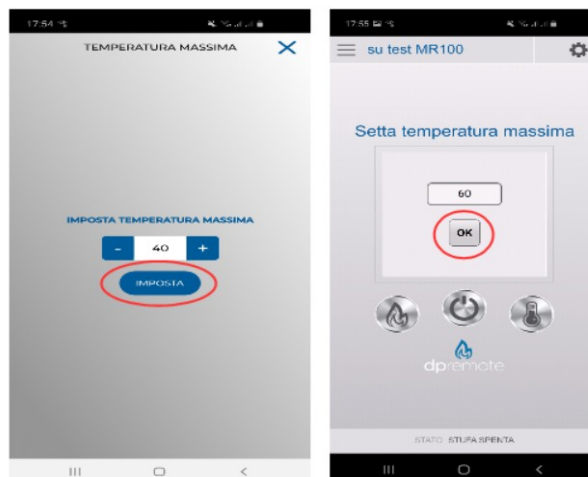 17:54
TEMPERATURA MASSIMA
IMPOSTA TEMPERATURA MASSIMA
- 40 +
IMPOSTA
17:55
su test MR100
Setta temperatura massima
60
OK
dpremote
STATO: STUFA SPENTA